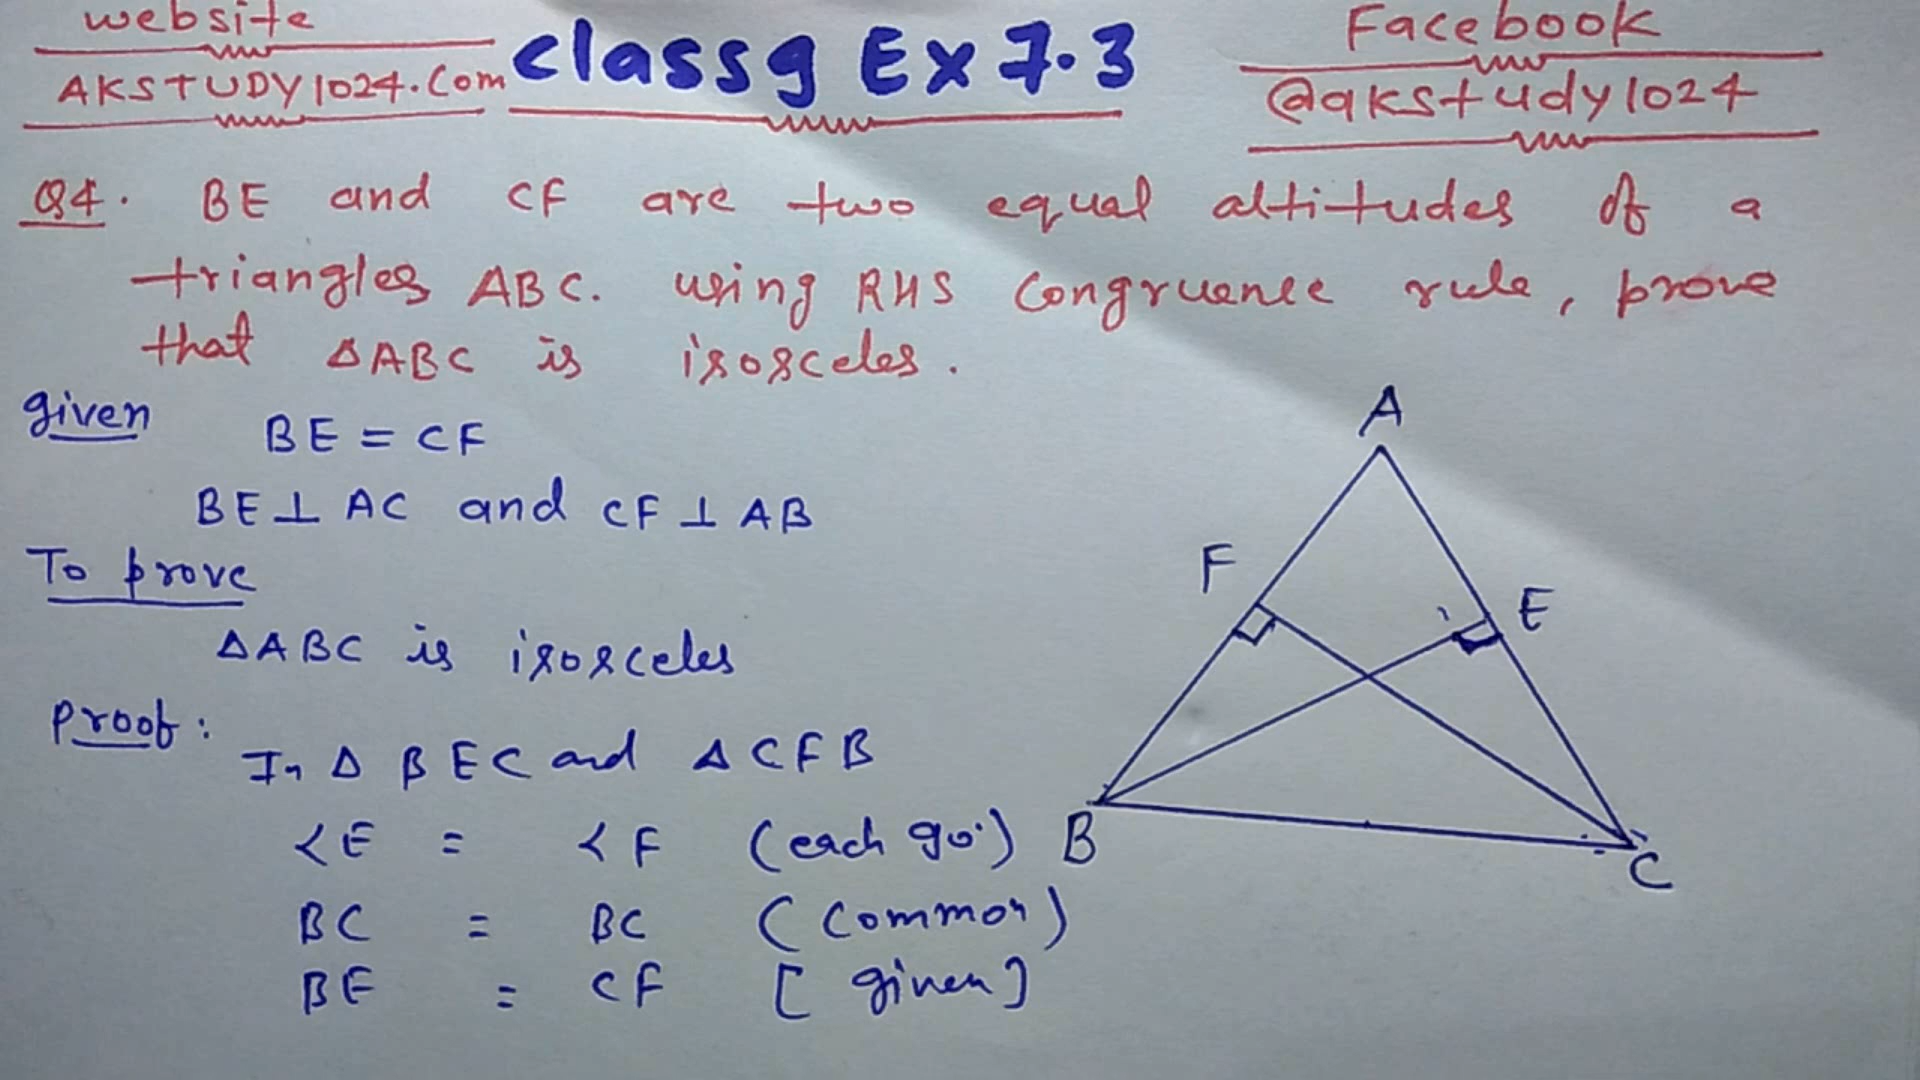 website
AKSTUDY1024.Com
class9 Ex 7.3
Facebook
@akstudy1024
Q4. BE and CF are two equal altitudes of a
triangles ABC. using RHS Congruence rule, prove
that ΔABC is isosceles.
given
BE = CF
BE ⊥ AC and CF ⊥ AB
To prove
ΔABC is isosceles
Proof:
In Δ BEC and Δ CFB
<E = <F (each 90°)
BC = BC (Common)
BE = CF [given]
A
F
E
B
C